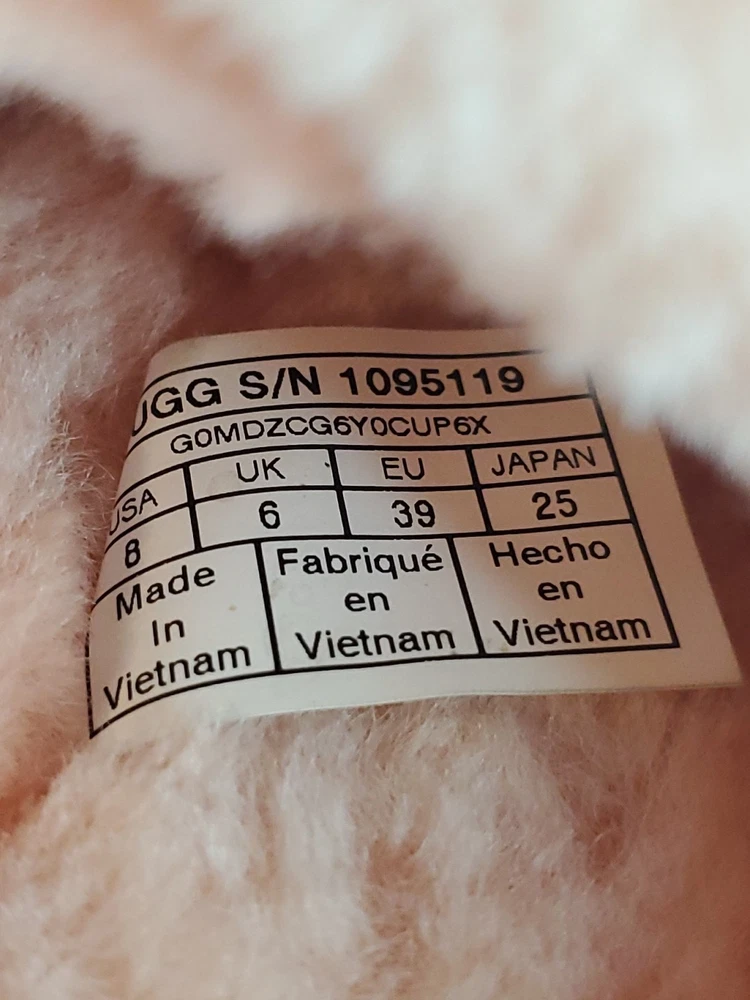 UGG S/N 1095119
G0MDZCG6Y0CUP6X
USA UK EU JAPAN
8 6 39 25
Made In Vietnam
Fabriqué en Vietnam
Hecho en Vietnam